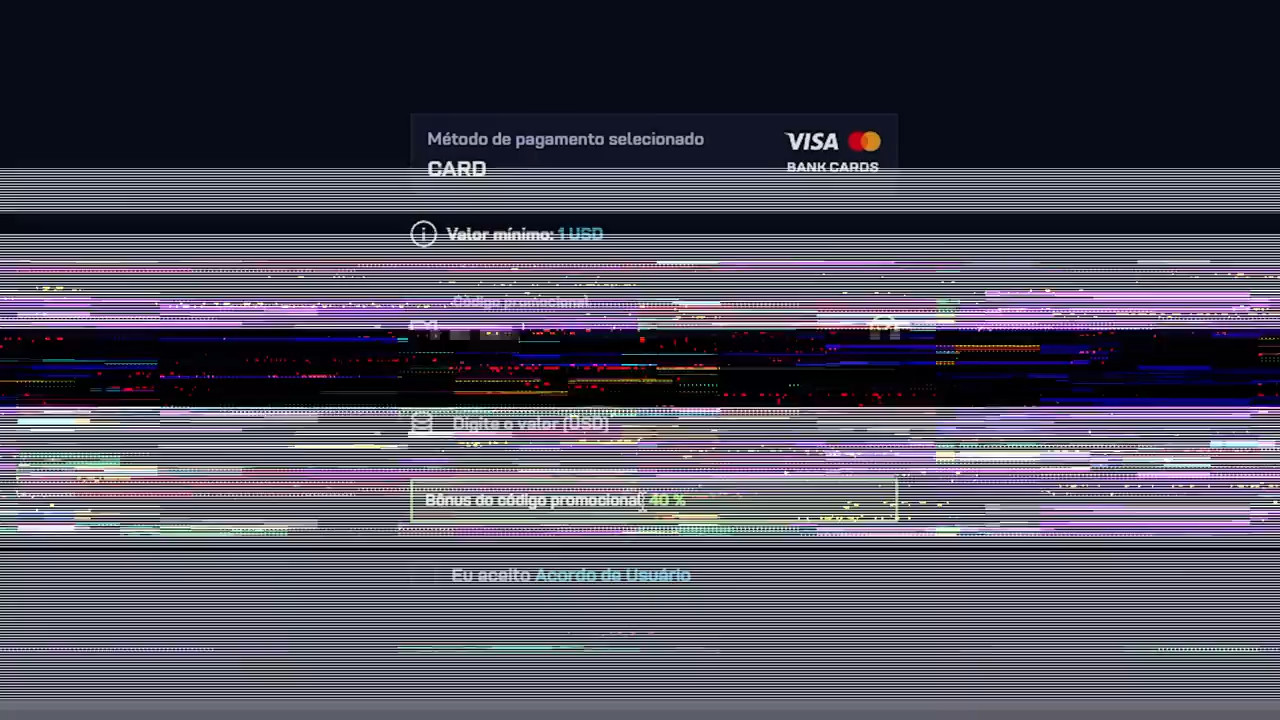 Método de pagamento selecionado
VISA
CARD
BANK CARDS
Valor mínimo: 1 USD
Código promocional
Digite o valor (USD)
Bônus do código promocional: 40 %
Eu aceito Acordo de Usuário